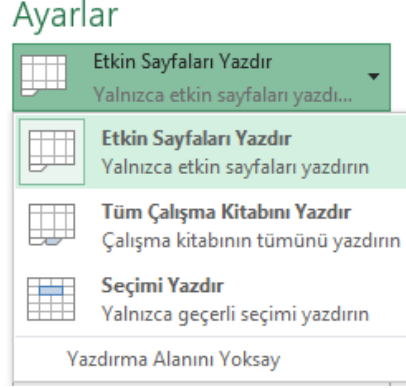 Ayarlar
Etkin Sayfaları Yazdır
Yalnızca etkin sayfaları yazdı...
Etkin Sayfaları Yazdır
Yalnızca etkin sayfaları yazdırın
Tüm Çalışma Kitabını Yazdır
Çalışma kitabının tümünü yazdırın
Seçimi Yazdır
Yalnızca geçerli seçimi yazdırın
Yazdırma Alanını Yoksay